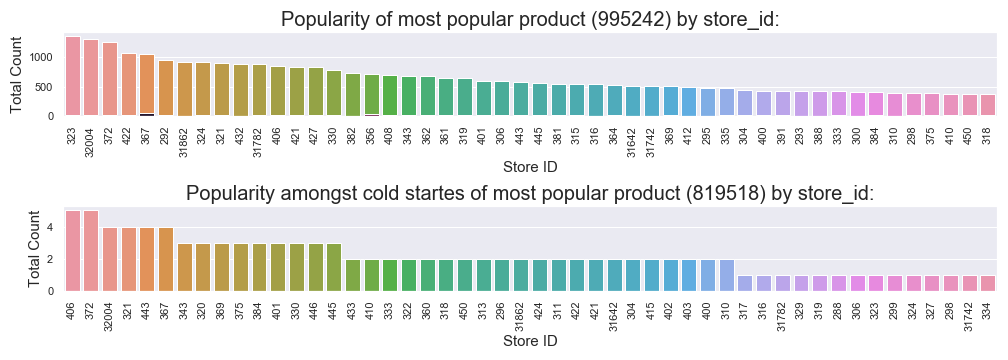 Popularity of most popular product (995242) by store_id:
Total Count
1000
500
0
323 32004 372 422 367 292 31862 324 321 432 31782 406 421 427 330 382 356 408 343 362 361 319 401 306 443 445 381 315 316 364 31642 31742 369 412 295 335 304 400 391 293 388 333 300 384 310 298 375 410 450 318
Store ID
Popularity amongst cold startes of most popular product (819518) by store_id:
Total Count
4
2
0
406 372 32004 321 443 367 343 320 369 375 384 401 330 446 445 433 410 333 322 360 318 450 313 296 31862 424 311 422 421 31642 304 415 402 403 400 310 317 316 31782 329 319 288 306 323 299 324 327 298 31742 334
Store ID